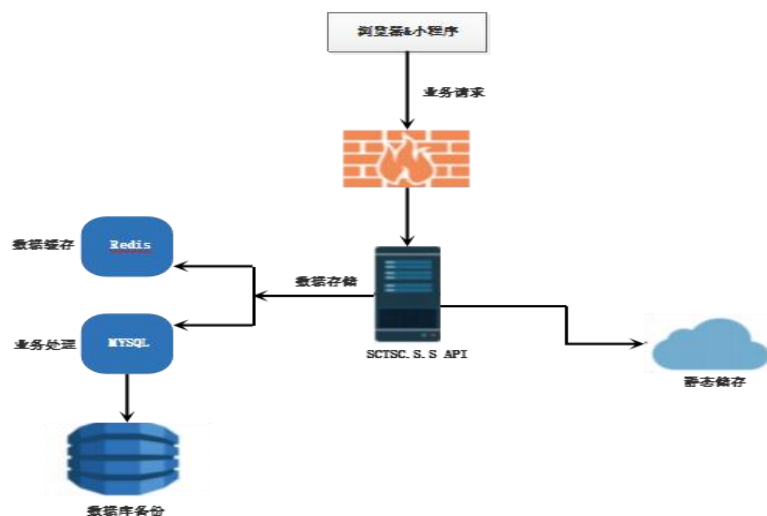 浏览器&小程序
业务请求
数据缓存
Redis
数据存储
业务处理
MYSQL
SCTSC.S.S API
静态储存
数据库备份